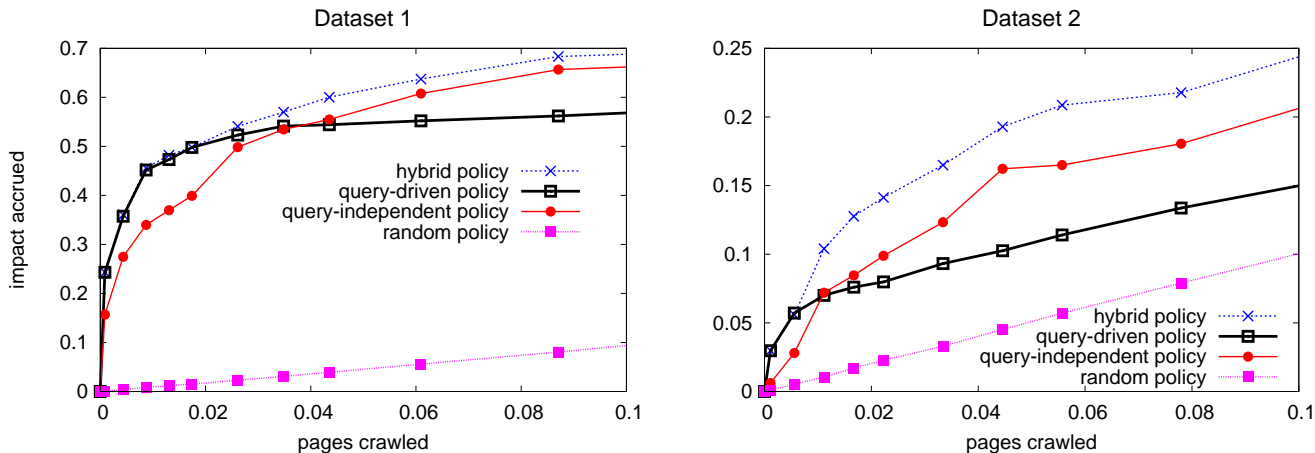 Dataset 1
0.7
0.6
0.5
0.4
0.3
0.2
0.1
0
impact accrued
hybrid policy
query-driven policy
query-independent policy
random policy
0 0.02 0.04 0.06 0.08 0.1
pages crawled
Dataset 2
0.25
0.2
0.15
0.1
0.05
0
hybrid policy
query-driven policy
query-independent policy
random policy
0 0.02 0.04 0.06 0.08 0.1
pages crawled